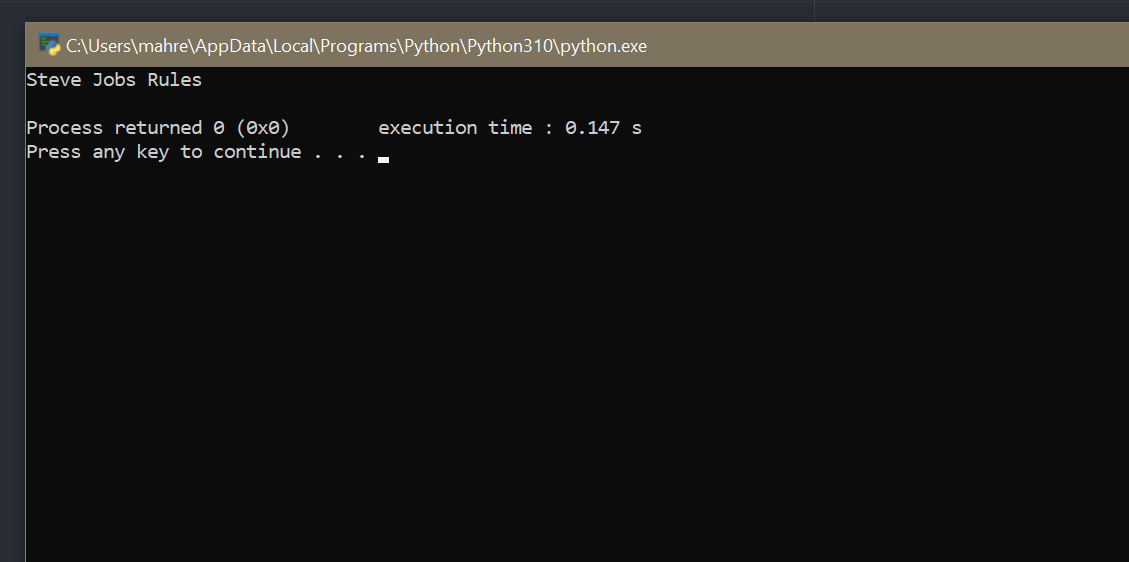 C:\Users\mahre\AppData\Local\Programs\Python\Python310\python.exe
Steve Jobs Rules
Process returned 0 (0x0)        execution time : 0.147 s
Press any key to continue . . .